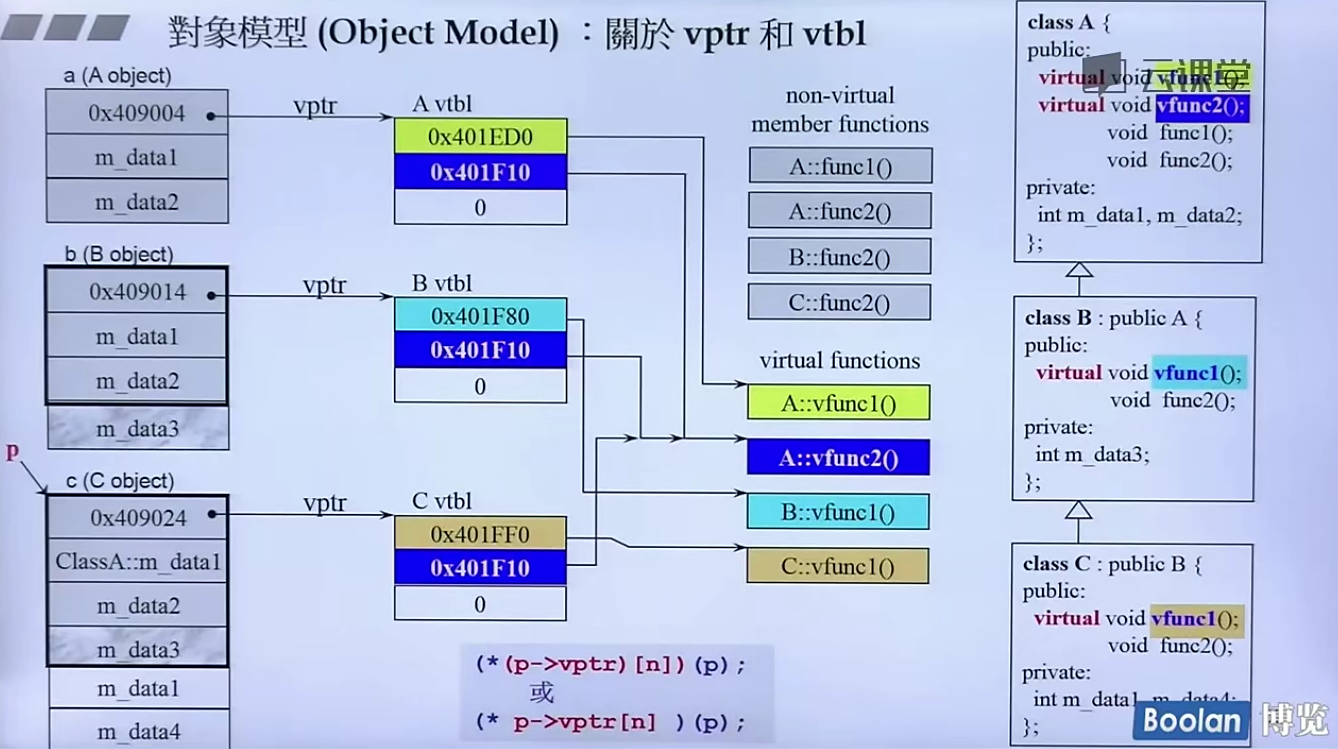 對象模型 (Object Model) ：關於 vptr 和 vtbl
a (A object)
0x409004
m_data1
m_data2
vptr
A vtbl
0x401ED0
0x401F10
0
b (B object)
0x409014
m_data1
m_data2
m_data3
vptr
B vtbl
0x401F80
0x401F10
0
p
c (C object)
0x409024
ClassA::m_data1
m_data2
m_data3
m_data1
m_data4
vptr
C vtbl
0x401FF0
0x401F10
0
(*(p->vptr)[n])(p);
或
(* p->vptr[n] )(p);
non-virtual
member functions
A::func1()
A::func2()
B::func2()
C::func2()
virtual functions
A::vfunc1()
A::vfunc2()
B::vfunc1()
C::vfunc1()
class A {
public:
virtual void vfunc1();
virtual void vfunc2();
void func1();
void func2();
private:
int m_data1, m_data2;
};
class B : public A {
public:
virtual void vfunc1();
void func2();
private:
int m_data3;
};
class C : public B {
public:
virtual void vfunc1();
void func2();
private:
int m_data1, m_data4;
};
云课堂
Boolan 博览